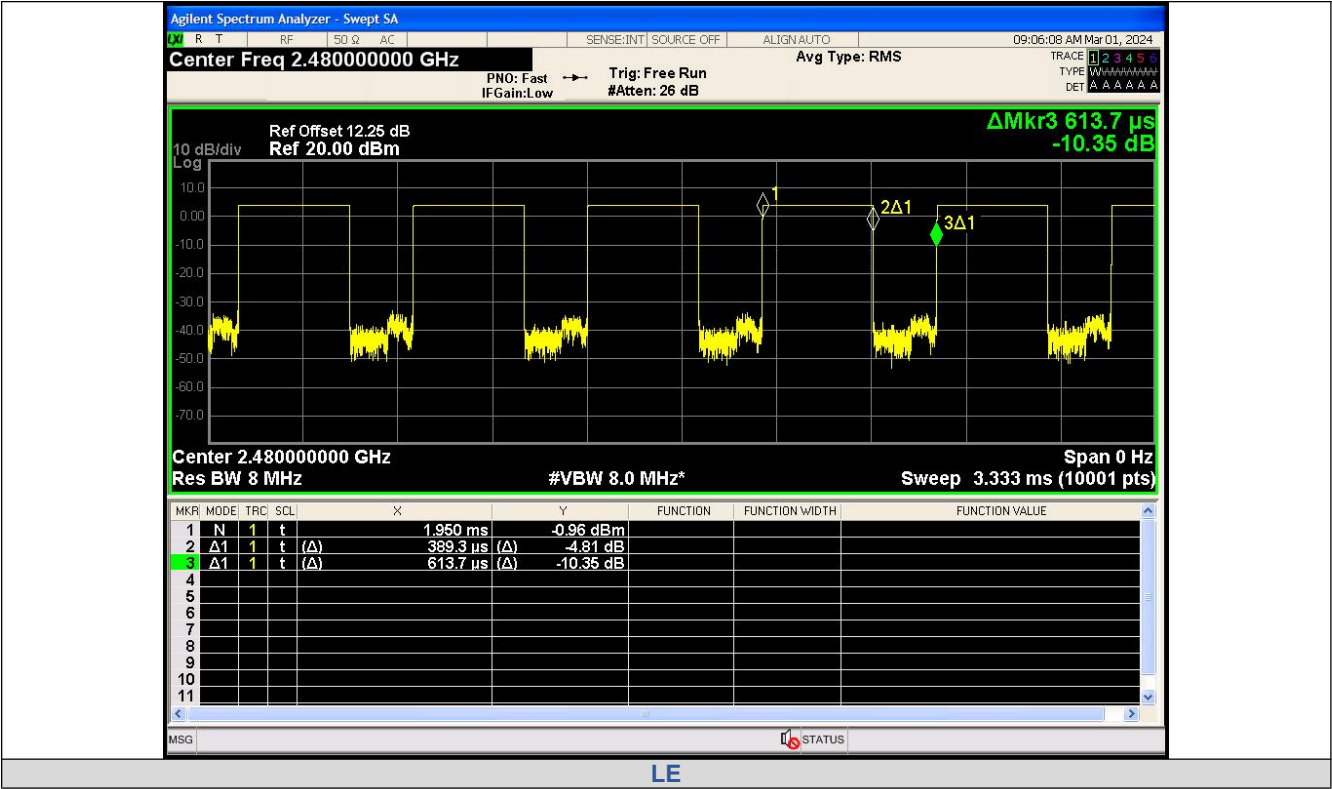 Agilent Spectrum Analyzer - Swept SA
LXI R T RF 50 Ω AC SENSE:INT SOURCE OFF ALIGN AUTO 09:06:08 AM Mar 01, 2024
Center Freq 2.480000000 GHz Avg Type: RMS TRACE 1 2 3 4 5 6
PNO: Fast Trig: Free Run TYPE W
IFGain:Low #Atten: 26 dB DET A A A A A A
ΔMkr3 613.7 µs
Ref Offset 12.25 dB
10 dB/div Ref 20.00 dBm -10.35 dB
Log
10.0
0.00
-10.0
-20.0
-30.0
-40.0
-50.0
-60.0
-70.0
1
2Δ1
3Δ1
Center 2.480000000 GHz Span 0 Hz
Res BW 8 MHz #VBW 8.0 MHz* Sweep 3.333 ms (10001 pts)
MKR MODE TRC SCL X Y FUNCTION FUNCTION WIDTH FUNCTION VALUE
1 N 1 t 1.950 ms -0.96 dBm
2 Δ1 1 t (Δ) 389.3 µs (Δ) -4.81 dB
3 Δ1 1 t (Δ) 613.7 µs (Δ) -10.35 dB
4
5
6
7
8
9
10
11
MSG STATUS
LE